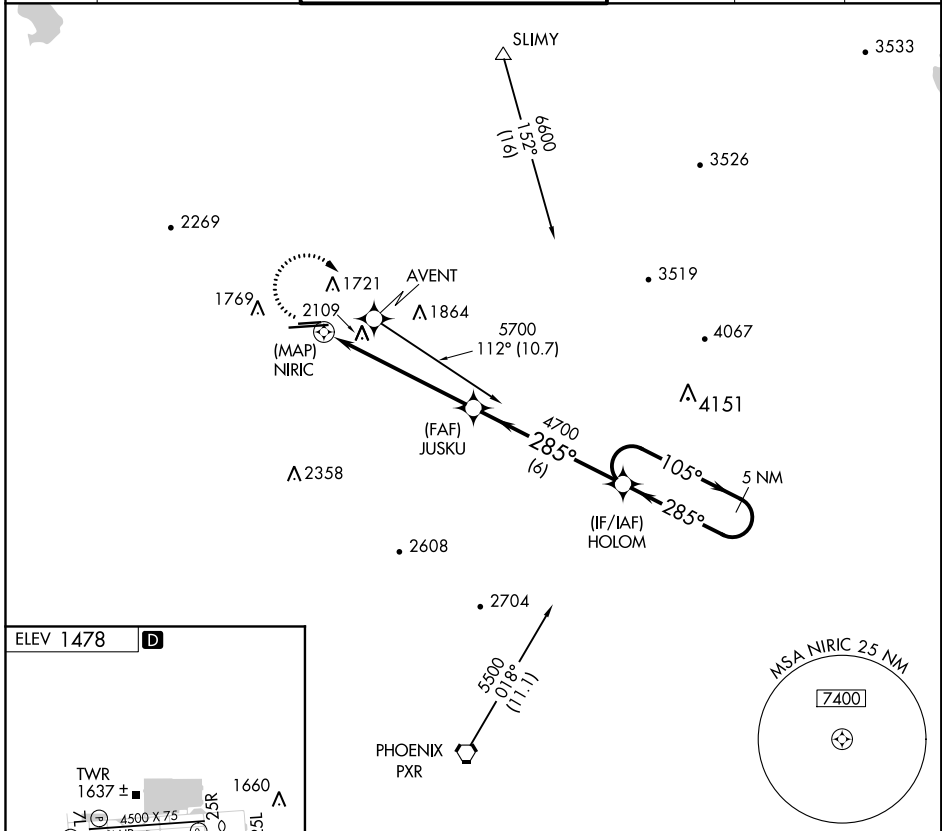 SLIMY
3533
6600
152°
(16)
3526
2269
3519
AVENT
1721
1769
2109
1864
5700
112° (10.7)
4067
(MAP)
NIRIC
4151
(FAF)
JUSKU
4700
285°
(6)
105°
5 NM
2358
285°
(IF/IAF)
HOLOM
2608
2704
ELEV 1478 D
MSA NIRIC 25 NM
5500
018°
(11.1)
7400
PHOENIX
PXR
TWR
1637 ±
1660
7L
P
4500 X 75
25R
25L